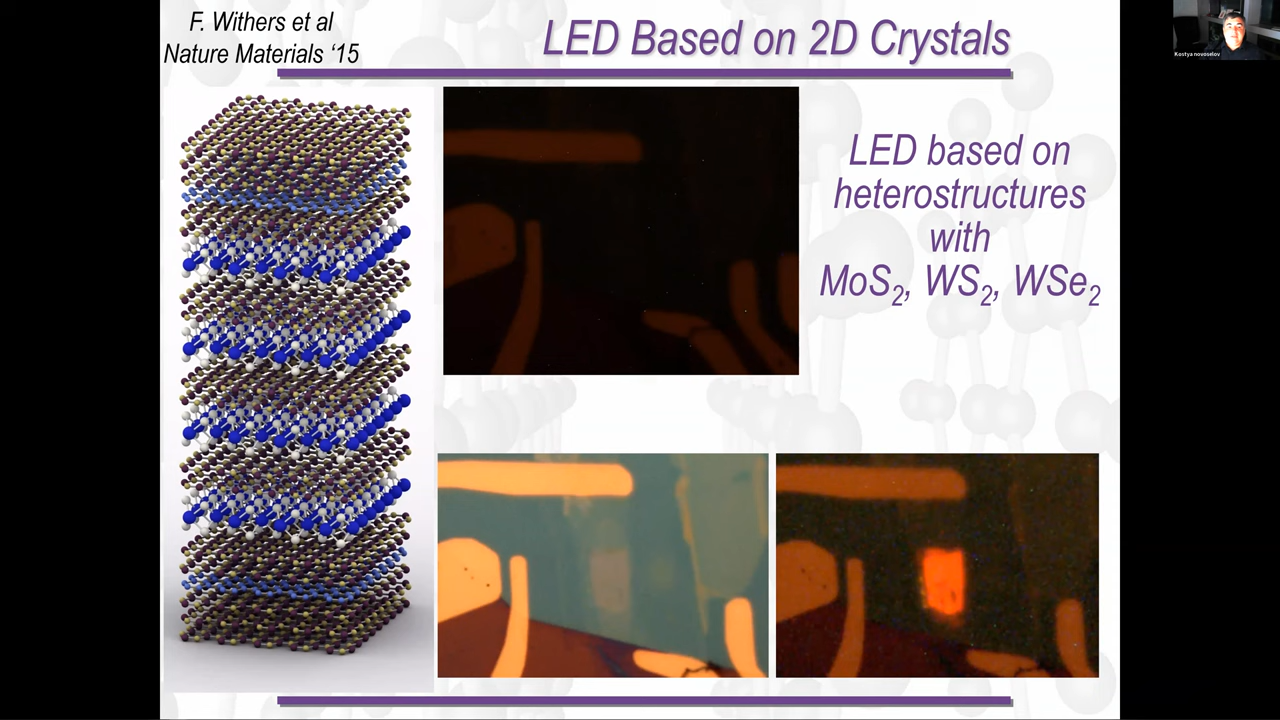 F. Withers et al
Nature Materials ‘15
LED Based on 2D Crystals
LED based on
heterostructures
with
MoS₂, WS₂, WSe₂
Kostya novoselov